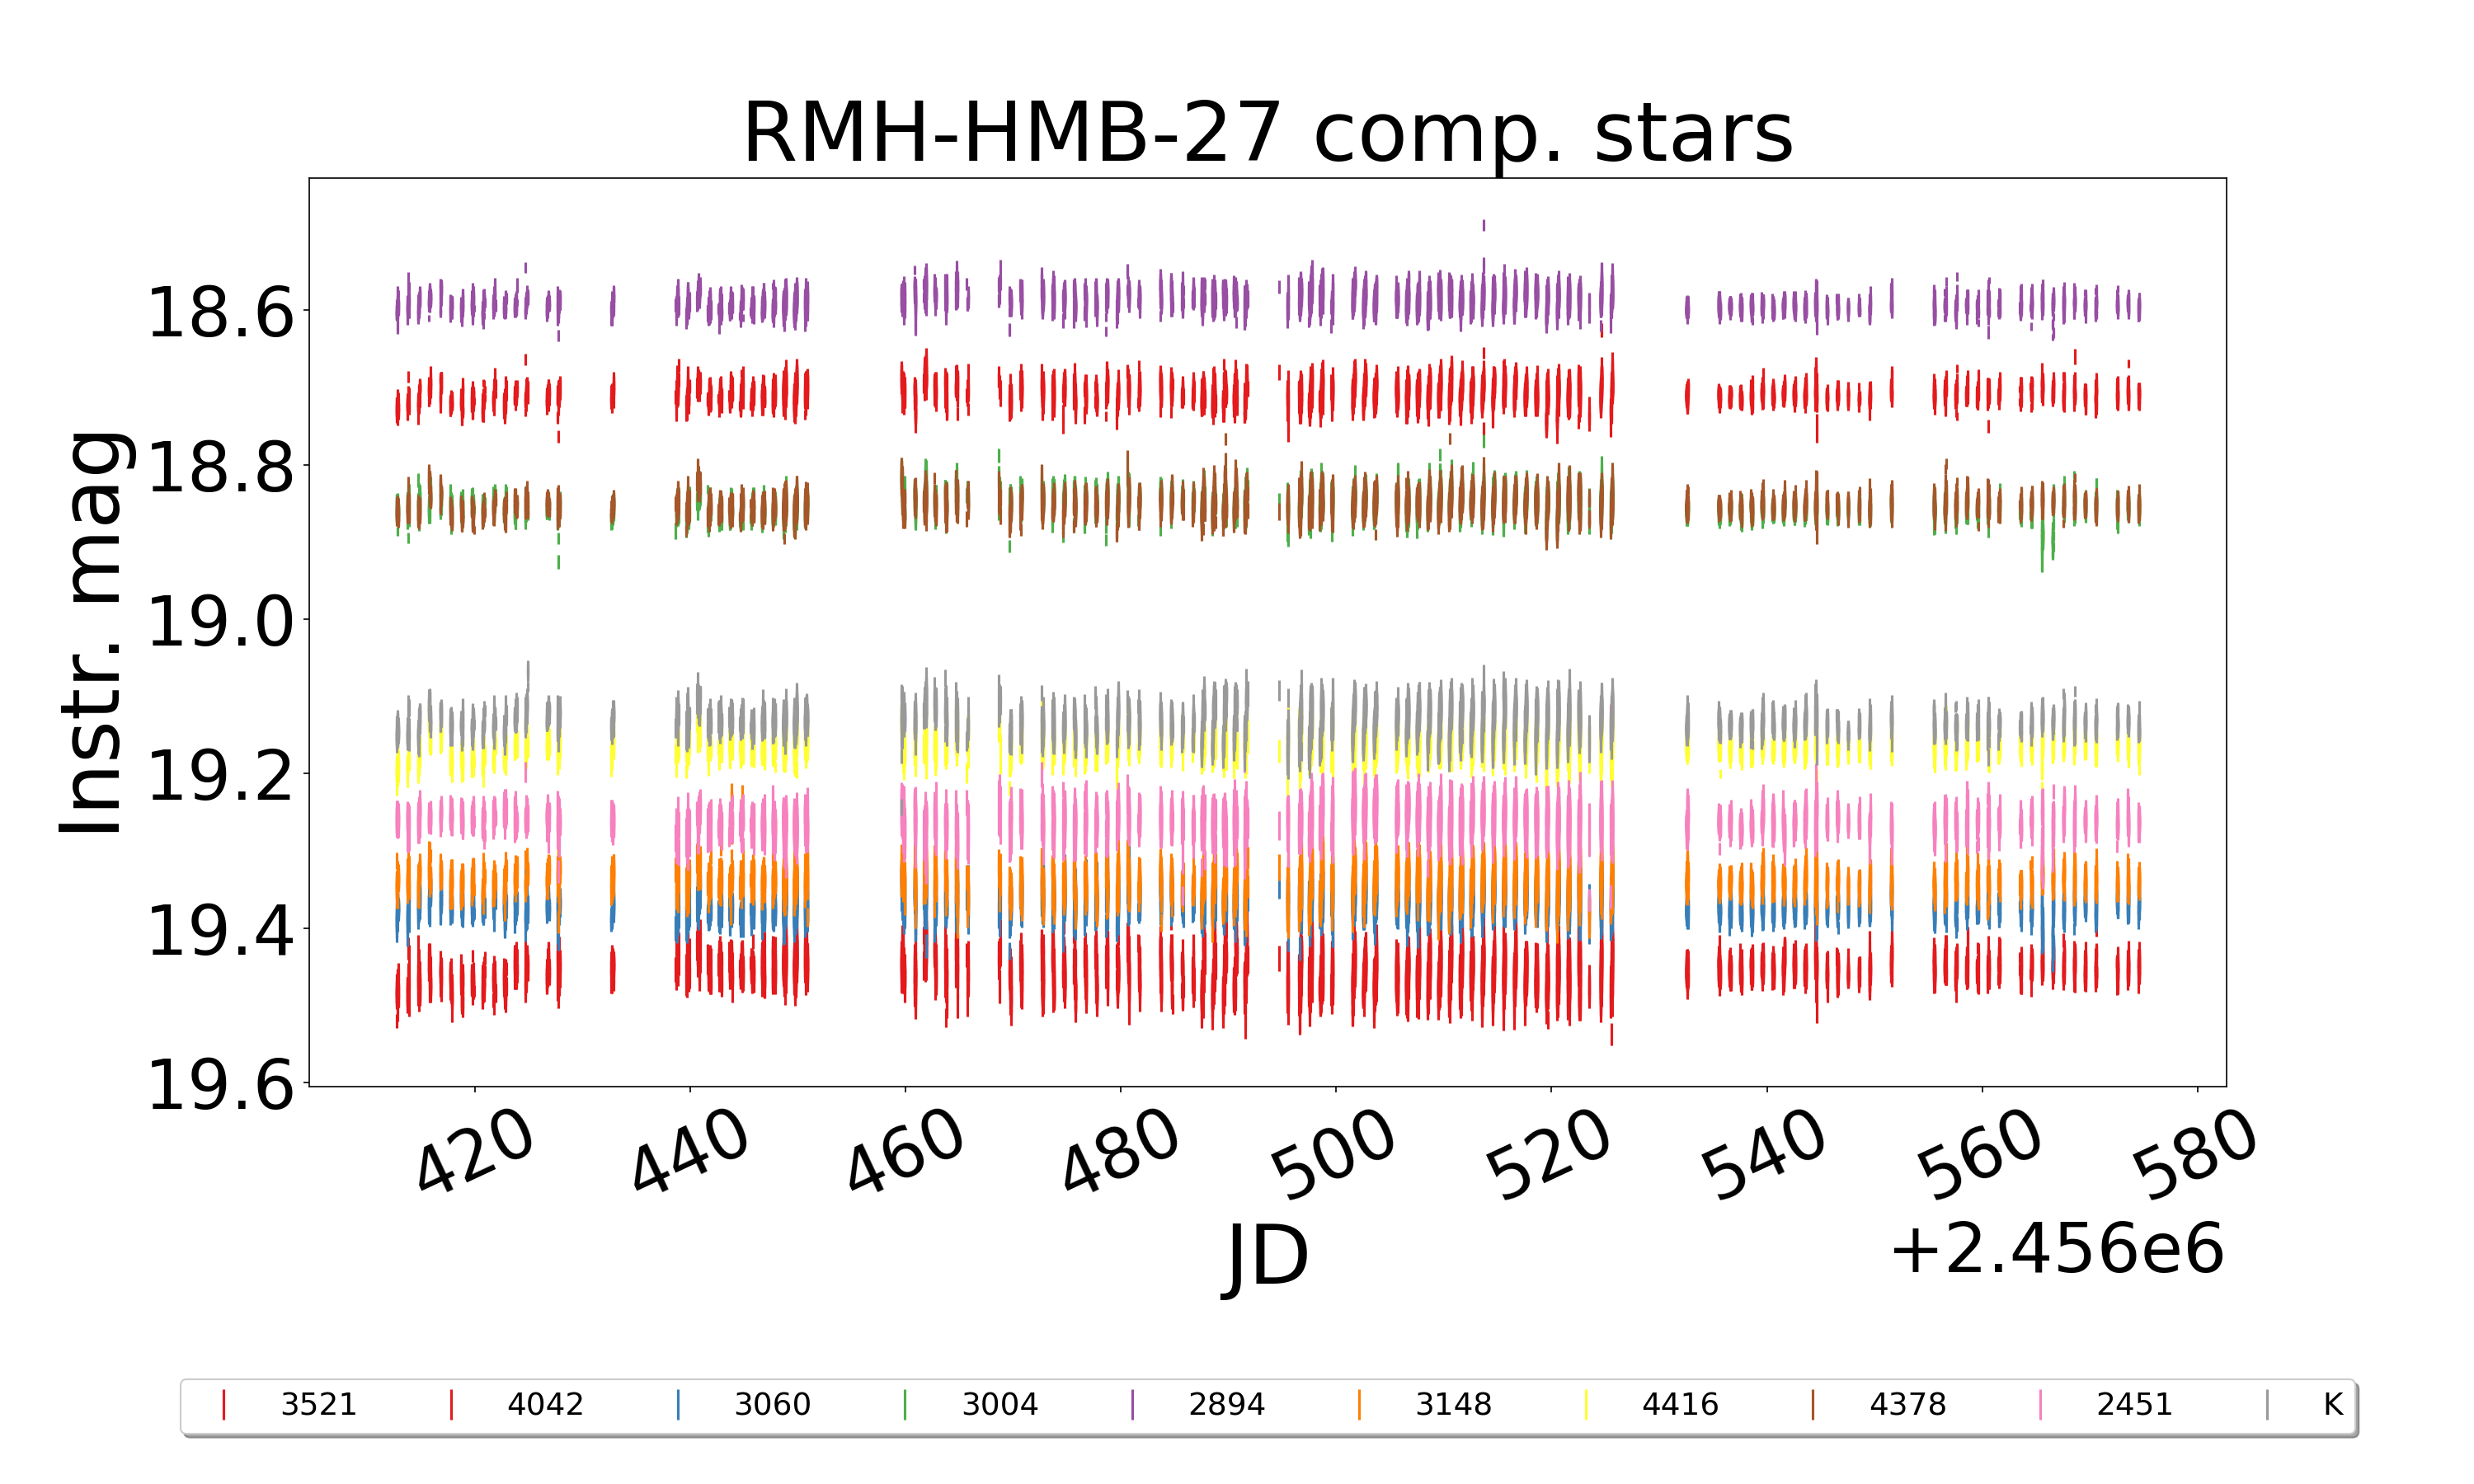 RMH-HMB-27 comp. stars
Instr. mag
18.6
18.8
19.0
19.2
19.4
19.6
420 440 460 480 500 520 540 560 580
JD
+2.456e6
3521 4042 3060 3004 2894 3148 4416 4378 2451 K